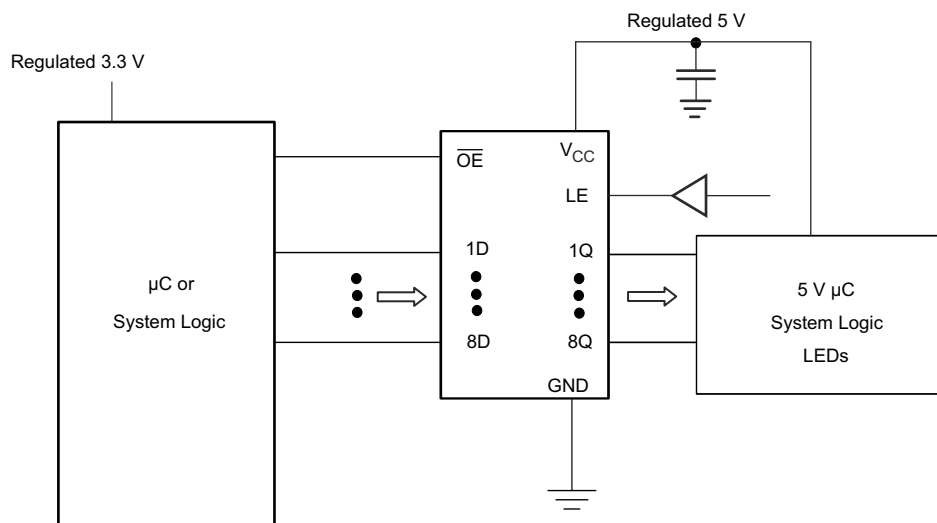 Regulated 5 V
Regulated 3.3 V
OE
VCC
LE
1D
1Q
µC or
System Logic
5 V µC
System Logic
LEDs
8D
8Q
GND